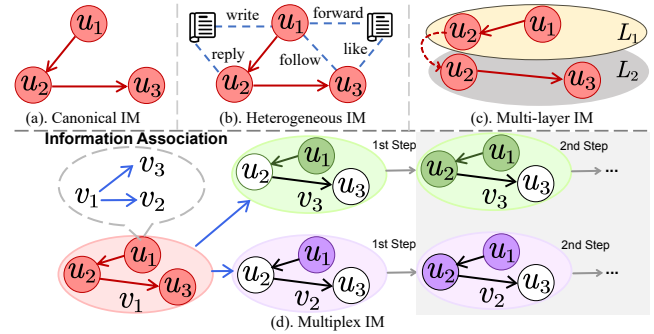 u₁
u₂ u₃
(a). Canonical IM
write u₁ forward
reply follow like
u₂ u₃
(b). Heterogeneous IM
u₂ u₁ L₁
u₂ u₃ L₂
(c). Multi-layer IM
Information Association
v₃
v₁ v₂
u₁
u₂ u₃
v₁
u₁
u₂ u₃
v₃
1st Step
u₁
u₂ u₃
v₃
2nd Step
...
u₁
u₂ u₃
v₂
1st Step
u₁
u₂ u₃
v₂
2nd Step
...
(d). Multiplex IM